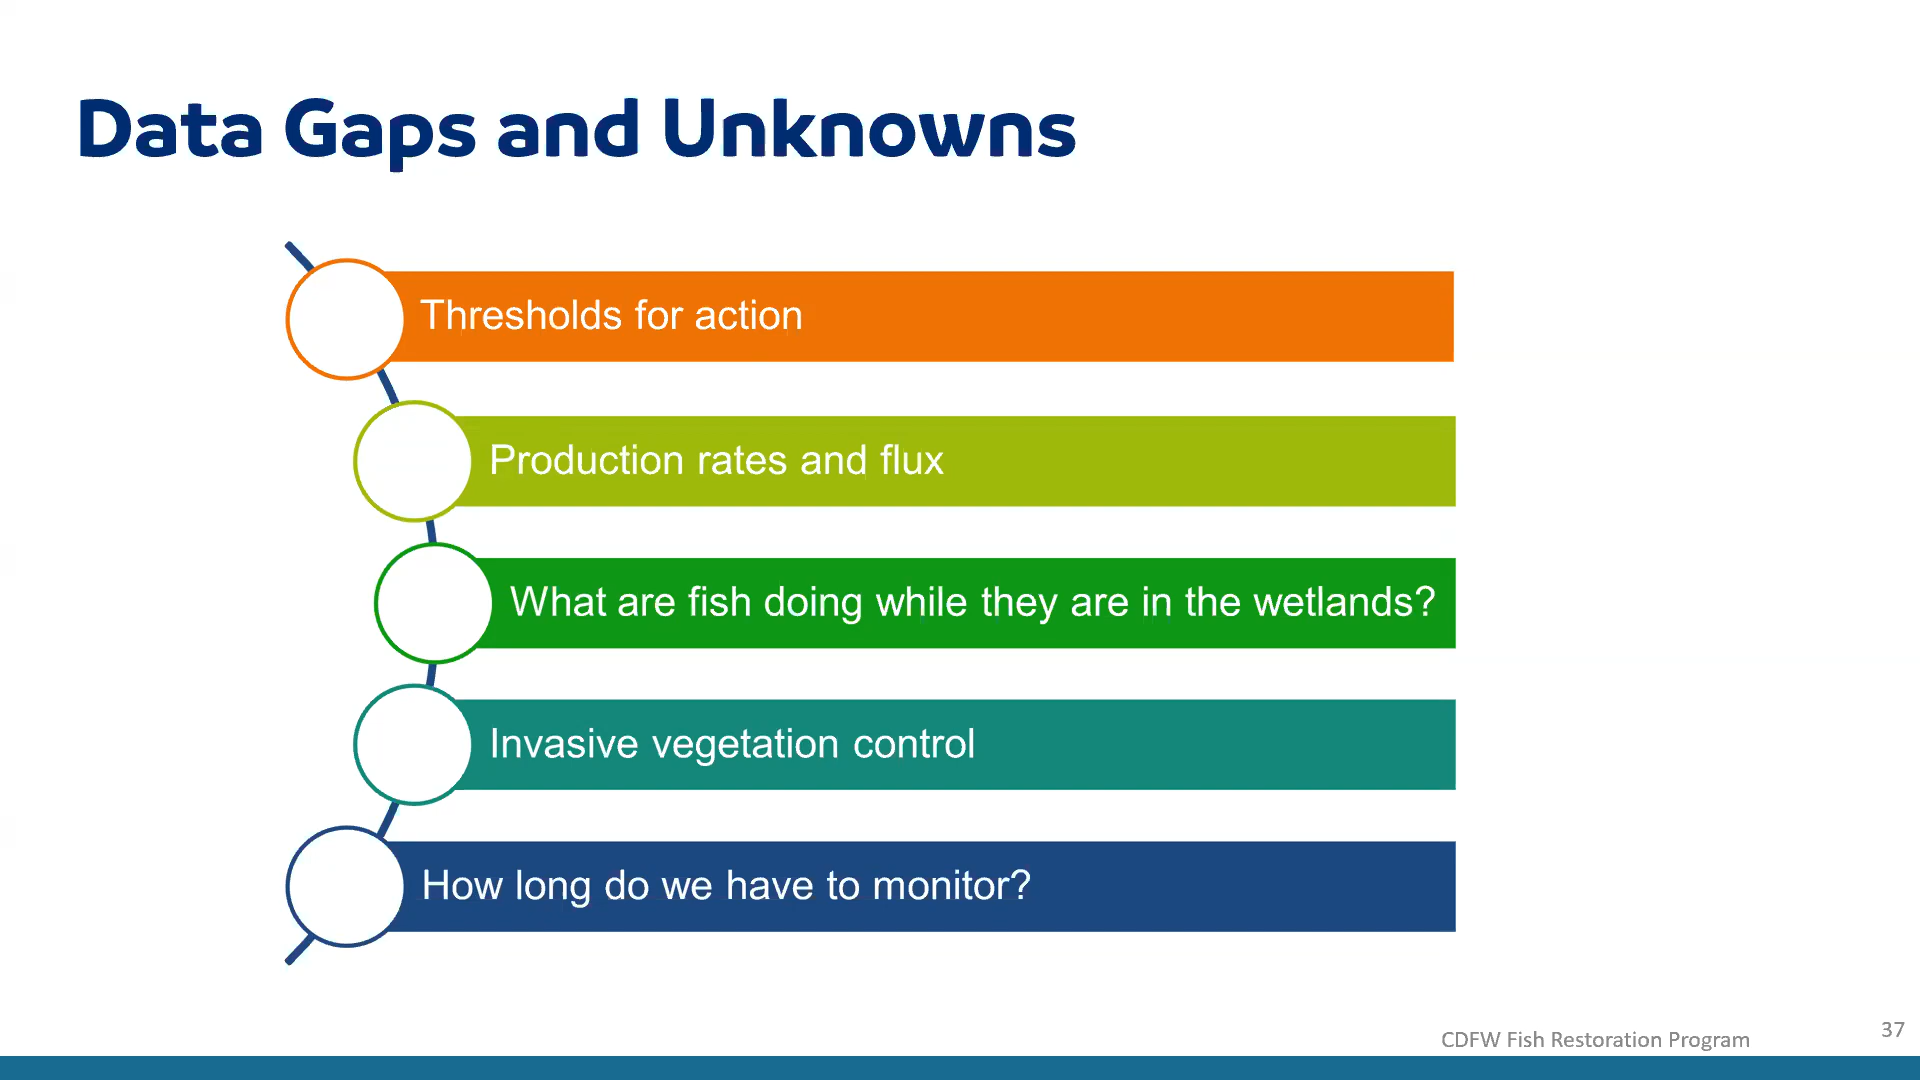 Data Gaps and Unknowns
Thresholds for action
Production rates and flux
What are fish doing while they are in the wetlands?
Invasive vegetation control
How long do we have to monitor?
CDFW Fish Restoration Program
37